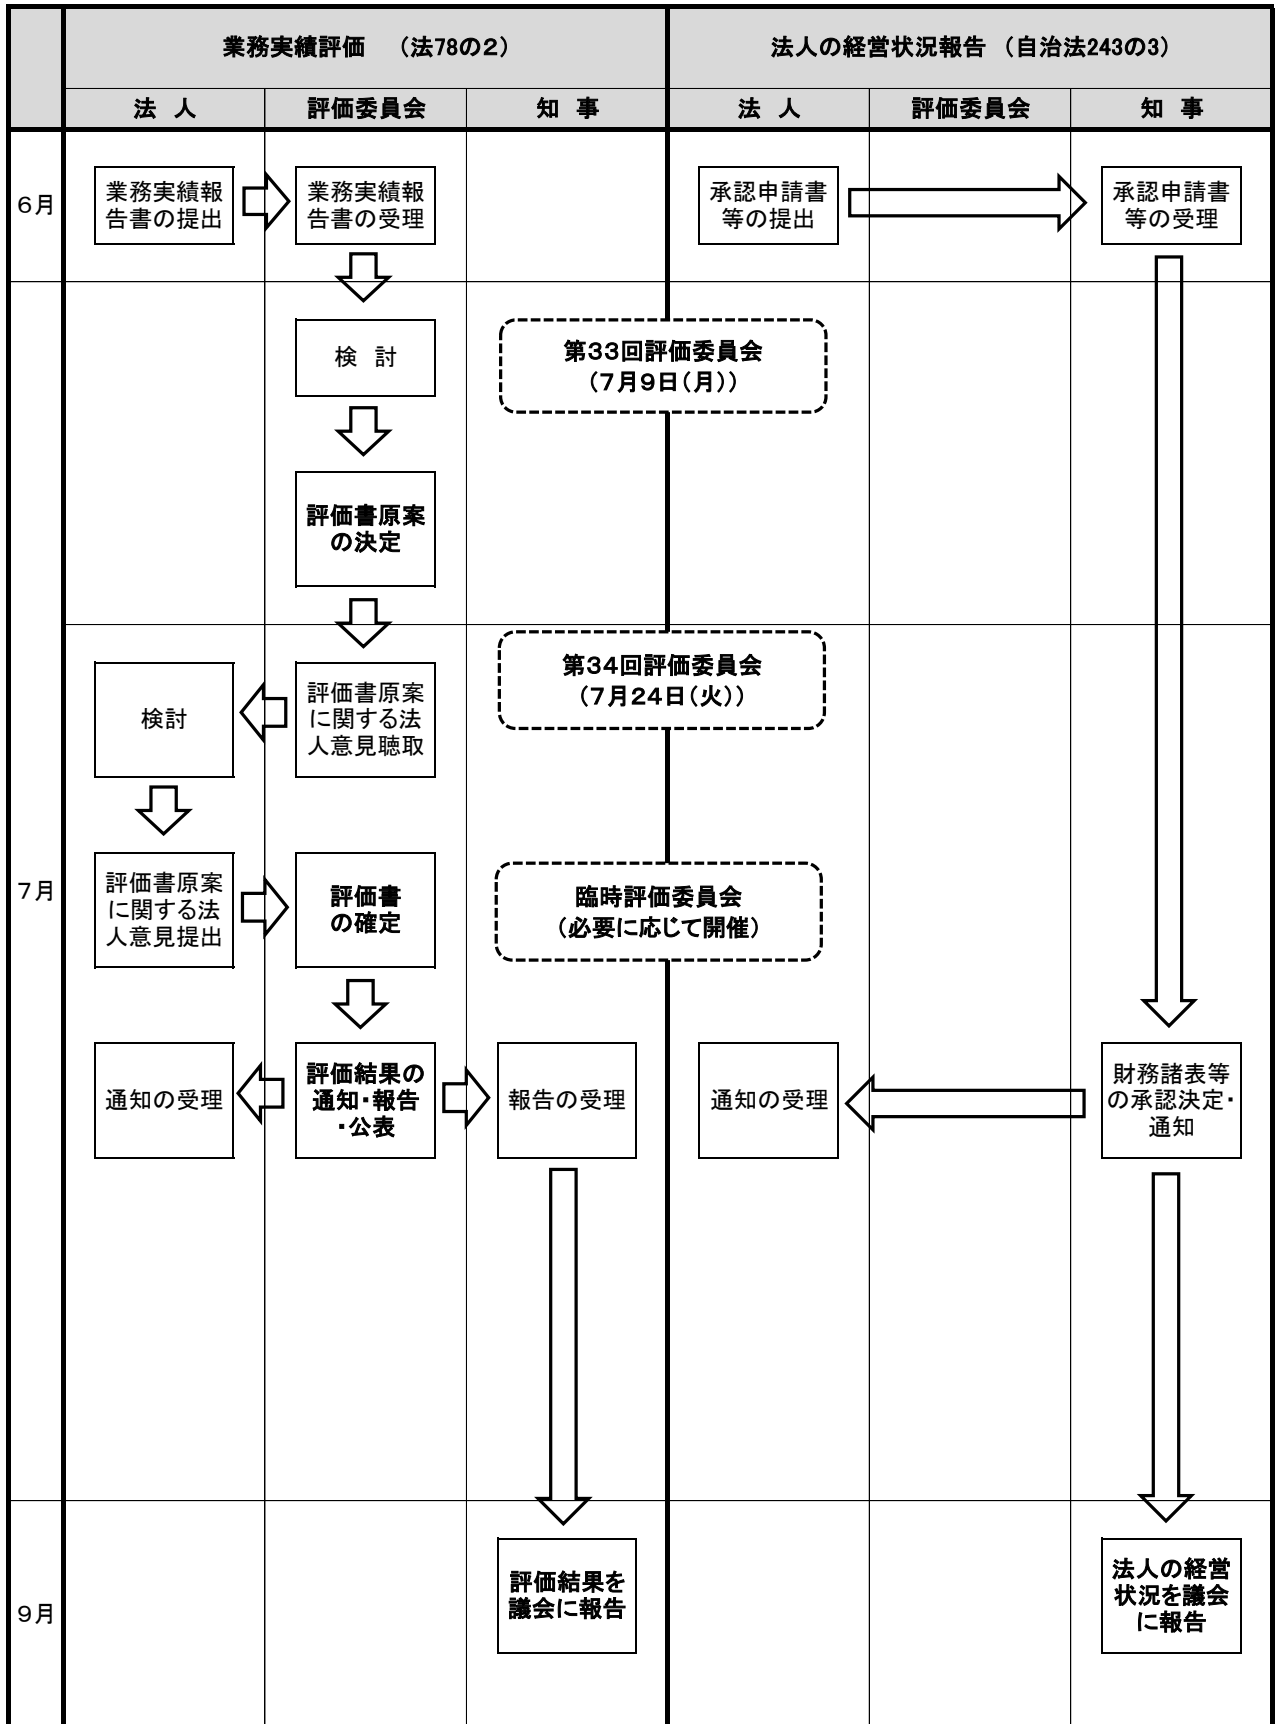 業務実績評価　（法78の2）
法人の経営状況報告（自治法243の3）
法　人
評価委員会
知　事
法　人
評価委員会
知　事
６月
業務実績報
告書の提出
業務実績報
告書の受理
承認申請書
等の提出
承認申請書
等の受理
７月
検　討
第３３回評価委員会
（７月９日（月））
評価書原案
の決定
第３４回評価委員会
（７月２４日（火））
検討
評価書原案
に関する法
人意見聴取
評価書原案
に関する法
人意見提出
評価書
の確定
臨時評価委員会
（必要に応じて開催）
通知の受理
評価結果の
通知・報告
・公表
報告の受理
通知の受理
財務諸表等
の承認決定・
通知
９月
評価結果を
議会に報告
法人の経営
状況を議会
に報告